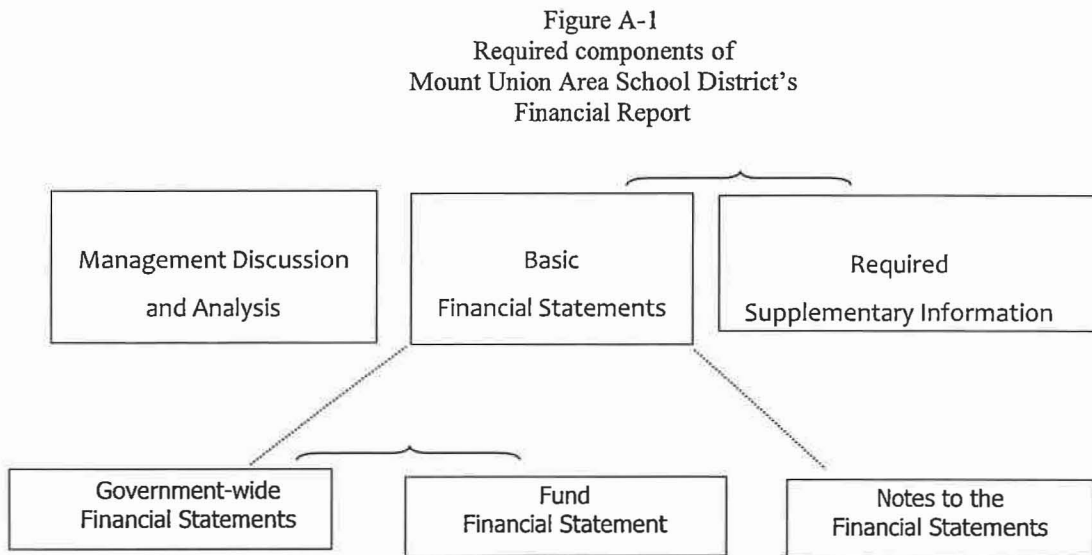 Figure A-1
Required components of
Mount Union Area School District's
Financial Report
Management Discussion
and Analysis
Basic
Financial Statements
Required
Supplementary Information
Government-wide
Financial Statements
Fund
Financial Statement
Notes to the
Financial Statements